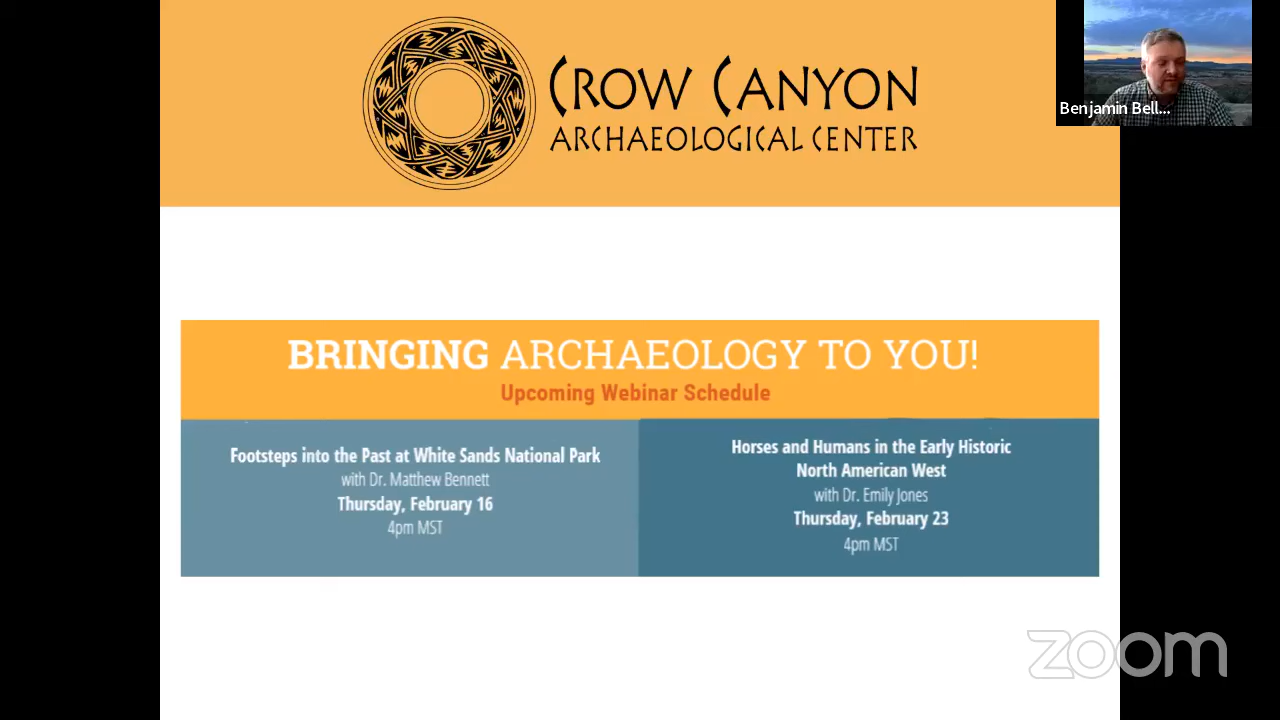 CROW CANYON
ARCHAEOLOGICAL CENTER
Benjamin Bell...
BRINGING ARCHAEOLOGY TO YOU!
Upcoming Webinar Schedule
Footsteps into the Past at White Sands National Park
with Dr. Matthew Bennett
Thursday, February 16
4pm MST
Horses and Humans in the Early Historic
North American West
with Dr. Emily Jones
Thursday, February 23
4pm MST
zoom